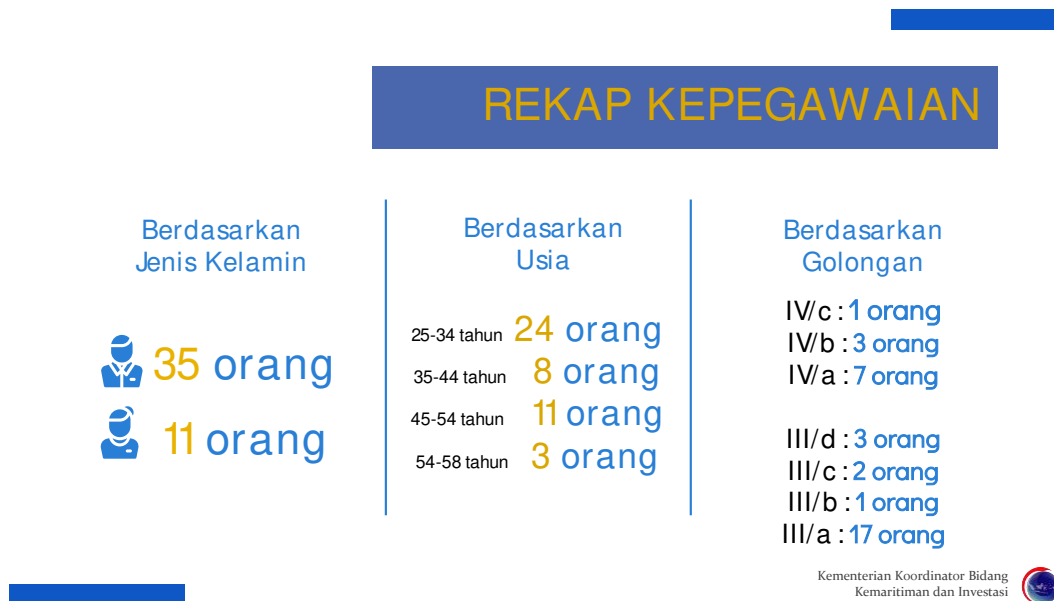 REKAP KEPEGAWAIAN
Berdasarkan
Jenis Kelamin
35 orang
11 orang
Berdasarkan
Usia
25-34 tahun 24 orang
35-44 tahun 8 orang
45-54 tahun 11 orang
54-58 tahun 3 orang
Berdasarkan
Golongan
IV/c : 1 orang
IV/b : 3 orang
IV/a : 7 orang
III/d : 3 orang
III/c : 2 orang
III/b : 1 orang
III/a : 17 orang
Kementerian Koordinator Bidang
Kemaritiman dan Investasi